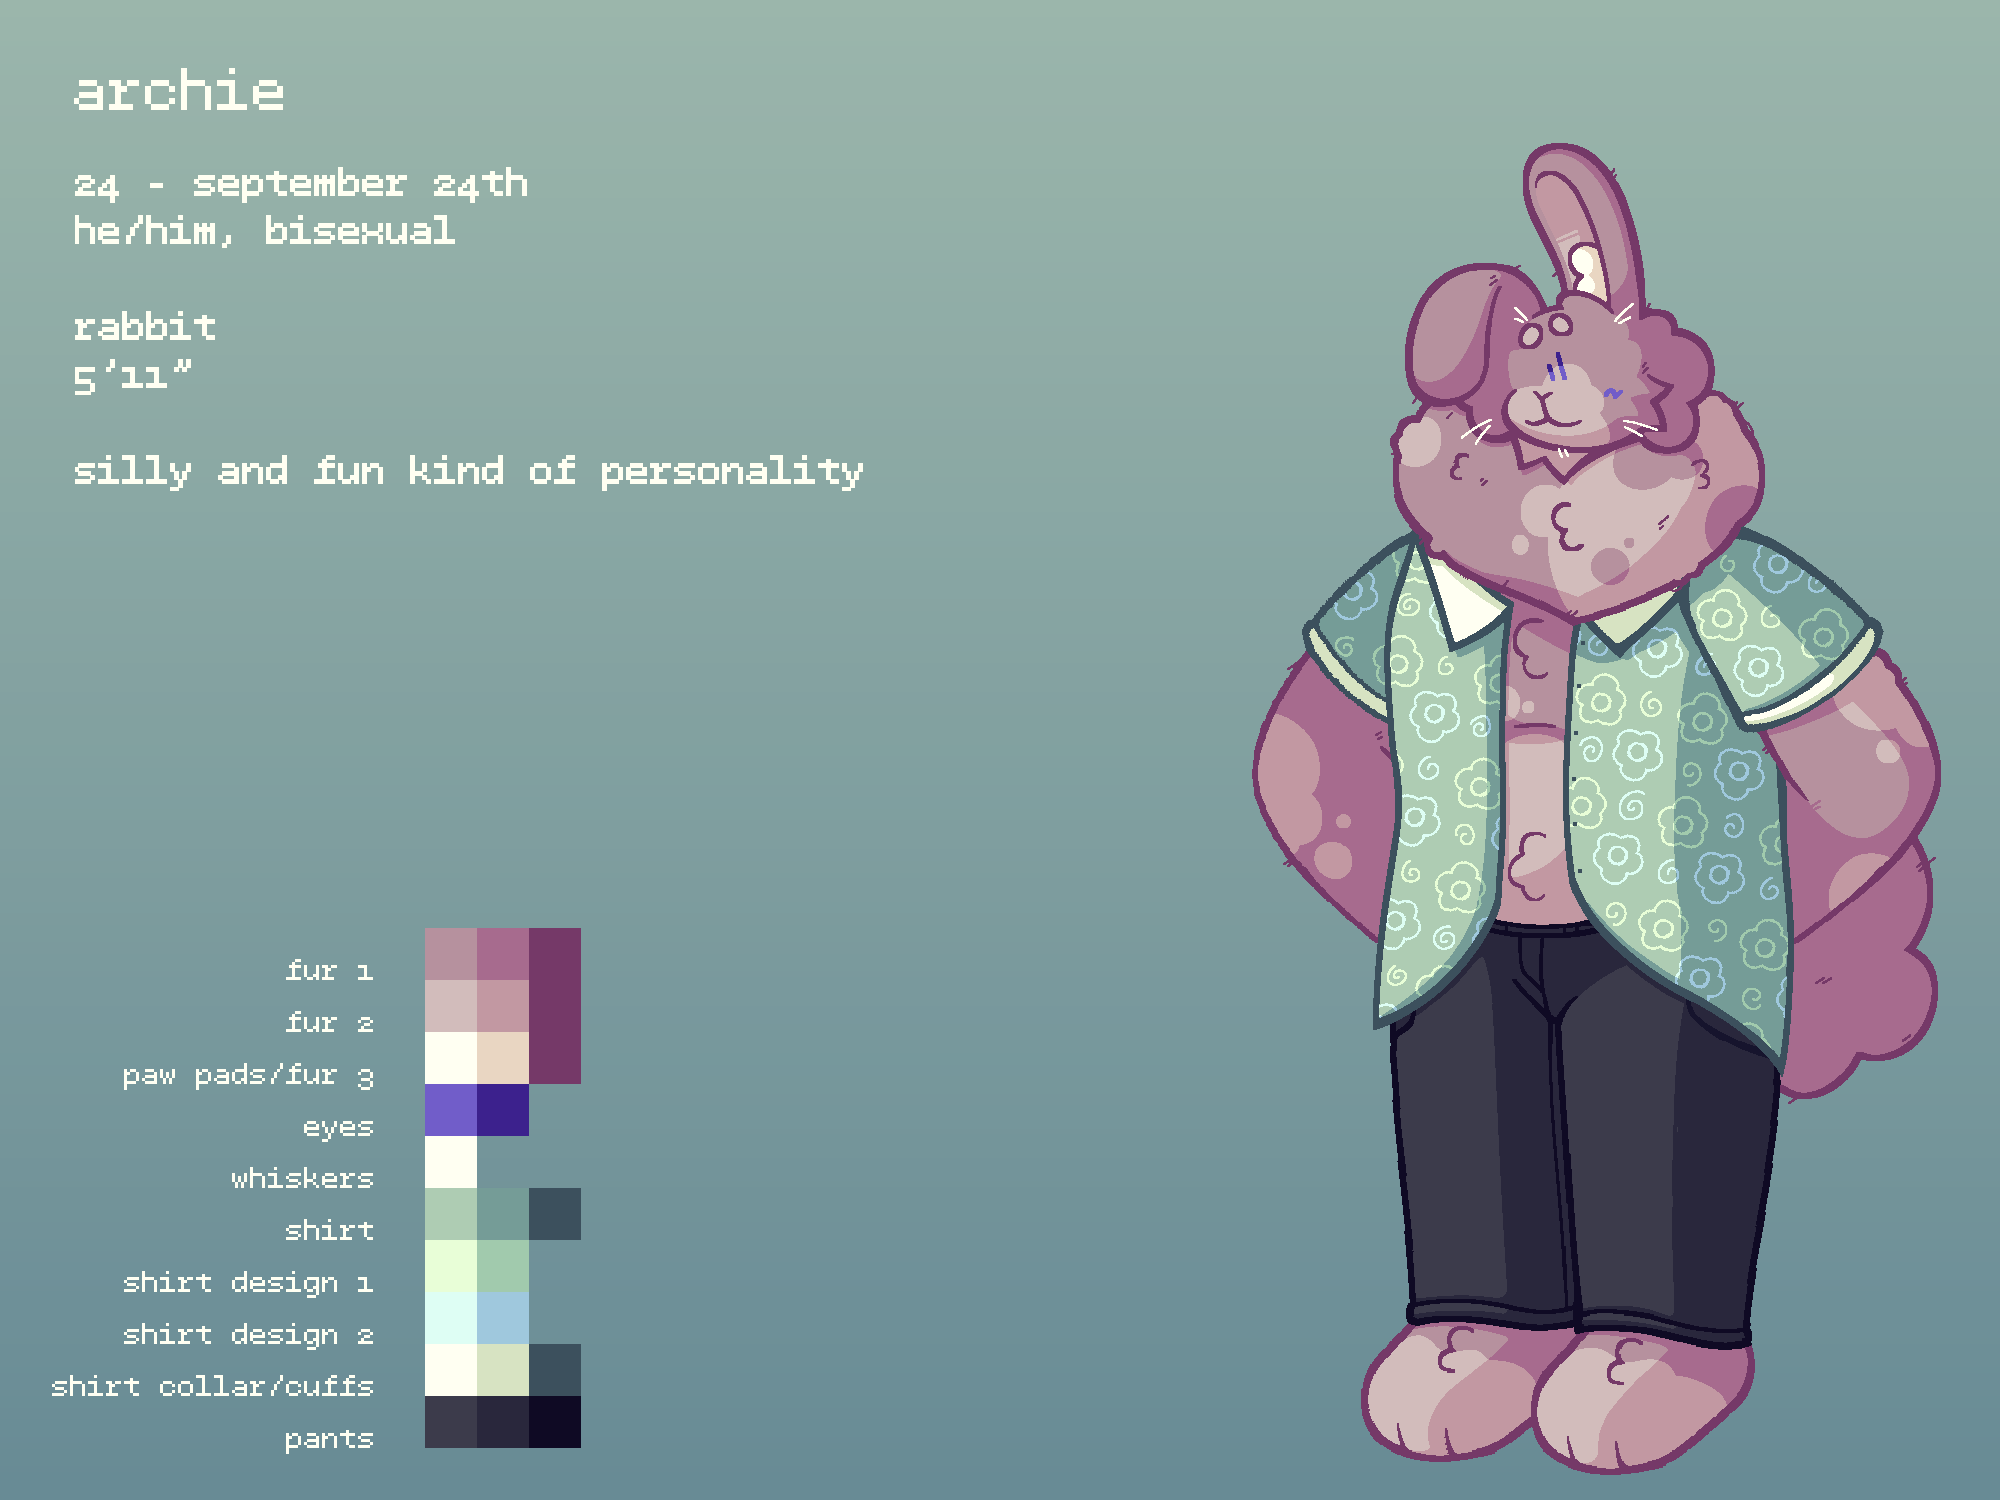 archie
24 - september 24th
he/him, bisexual
rabbit
5'11"
silly and fun kind of personality
fur 1
fur 2
paw pads/fur 3
eyes
whiskers
shirt
shirt design 1
shirt design 2
shirt collar/cuffs
pants